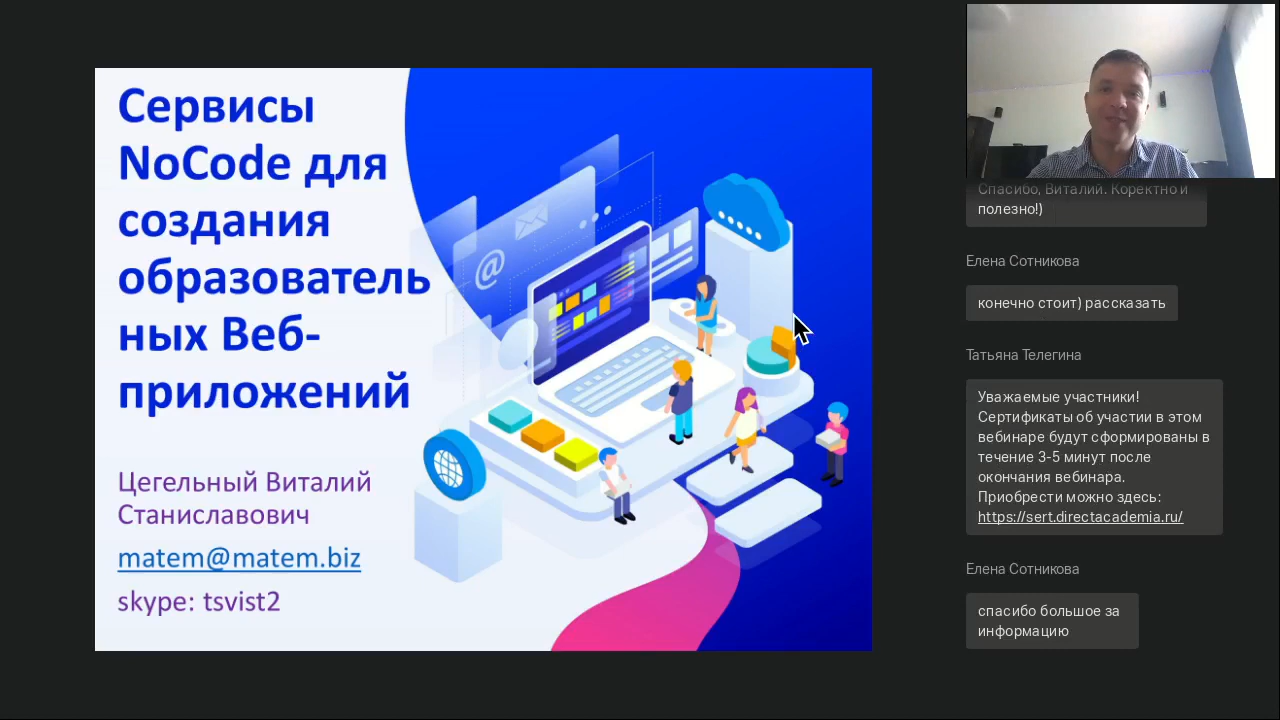 Сервисы
NoCode для
создания
образователь
ных Веб-
приложений
Цегельный Виталий
Станиславович
matem@matem.biz
skype: tsvist2
@
Спасибо, Виталий. Коректно и
полезно!)
Елена Сотникова
конечно стоит) рассказать
Татьяна Телегина
Уважаемые участники!
Сертификаты об участии в этом
вебинаре будут сформированы в
течение 3-5 минут после
окончания вебинара.
Приобрести можно здесь:
https://sert.directacademia.ru/
Елена Сотникова
спасибо большое за
информацию